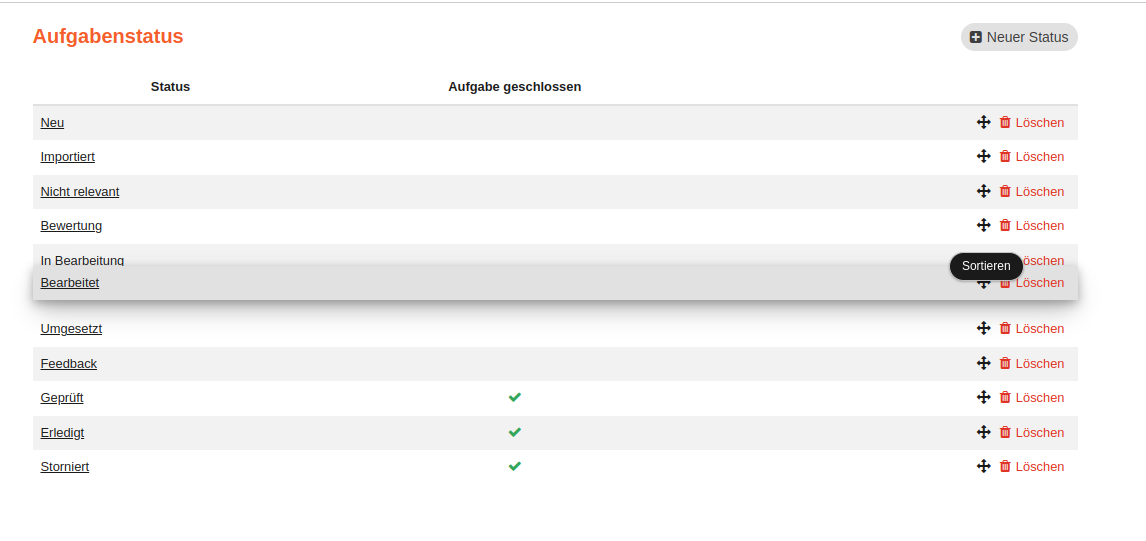 Aufgabenstatus
Neuer Status
Status Aufgabe geschlossen
Neu Löschen
Importiert Löschen
Nicht relevant Löschen
Bewertung Löschen
In Bearbeitung öschen
Sortieren
Bearbeitet Löschen
Umgesetzt Löschen
Feedback Löschen
Geprüft Löschen
Erledigt Löschen
Storniert Löschen